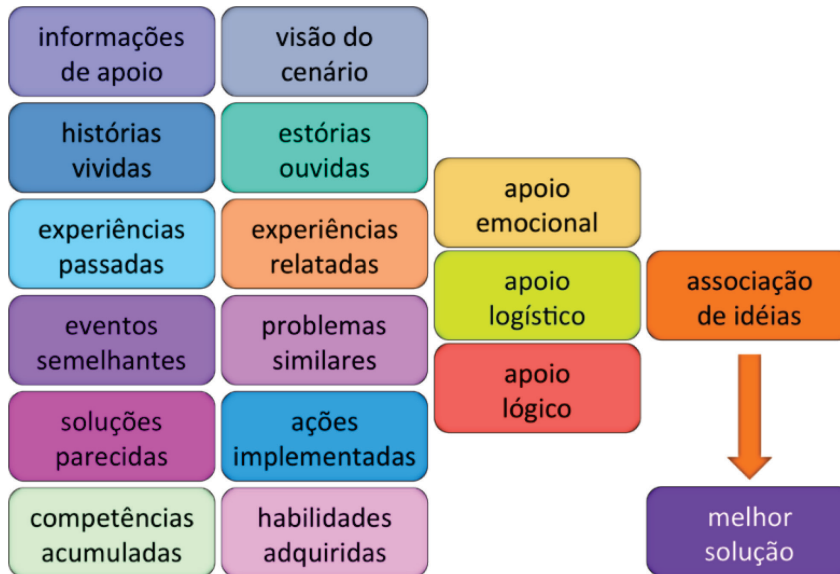 informações
de apoio
visão do
cenário
histórias
vividas
estórias
ouvidas
experiências
passadas
experiências
relatadas
eventos
semelhantes
problemas
similares
soluções
parecidas
ações
implementadas
competências
acumuladas
habilidades
adquiridas
apoio
emocional
apoio
logístico
apoio
lógico
associação
de idéias
melhor
solução